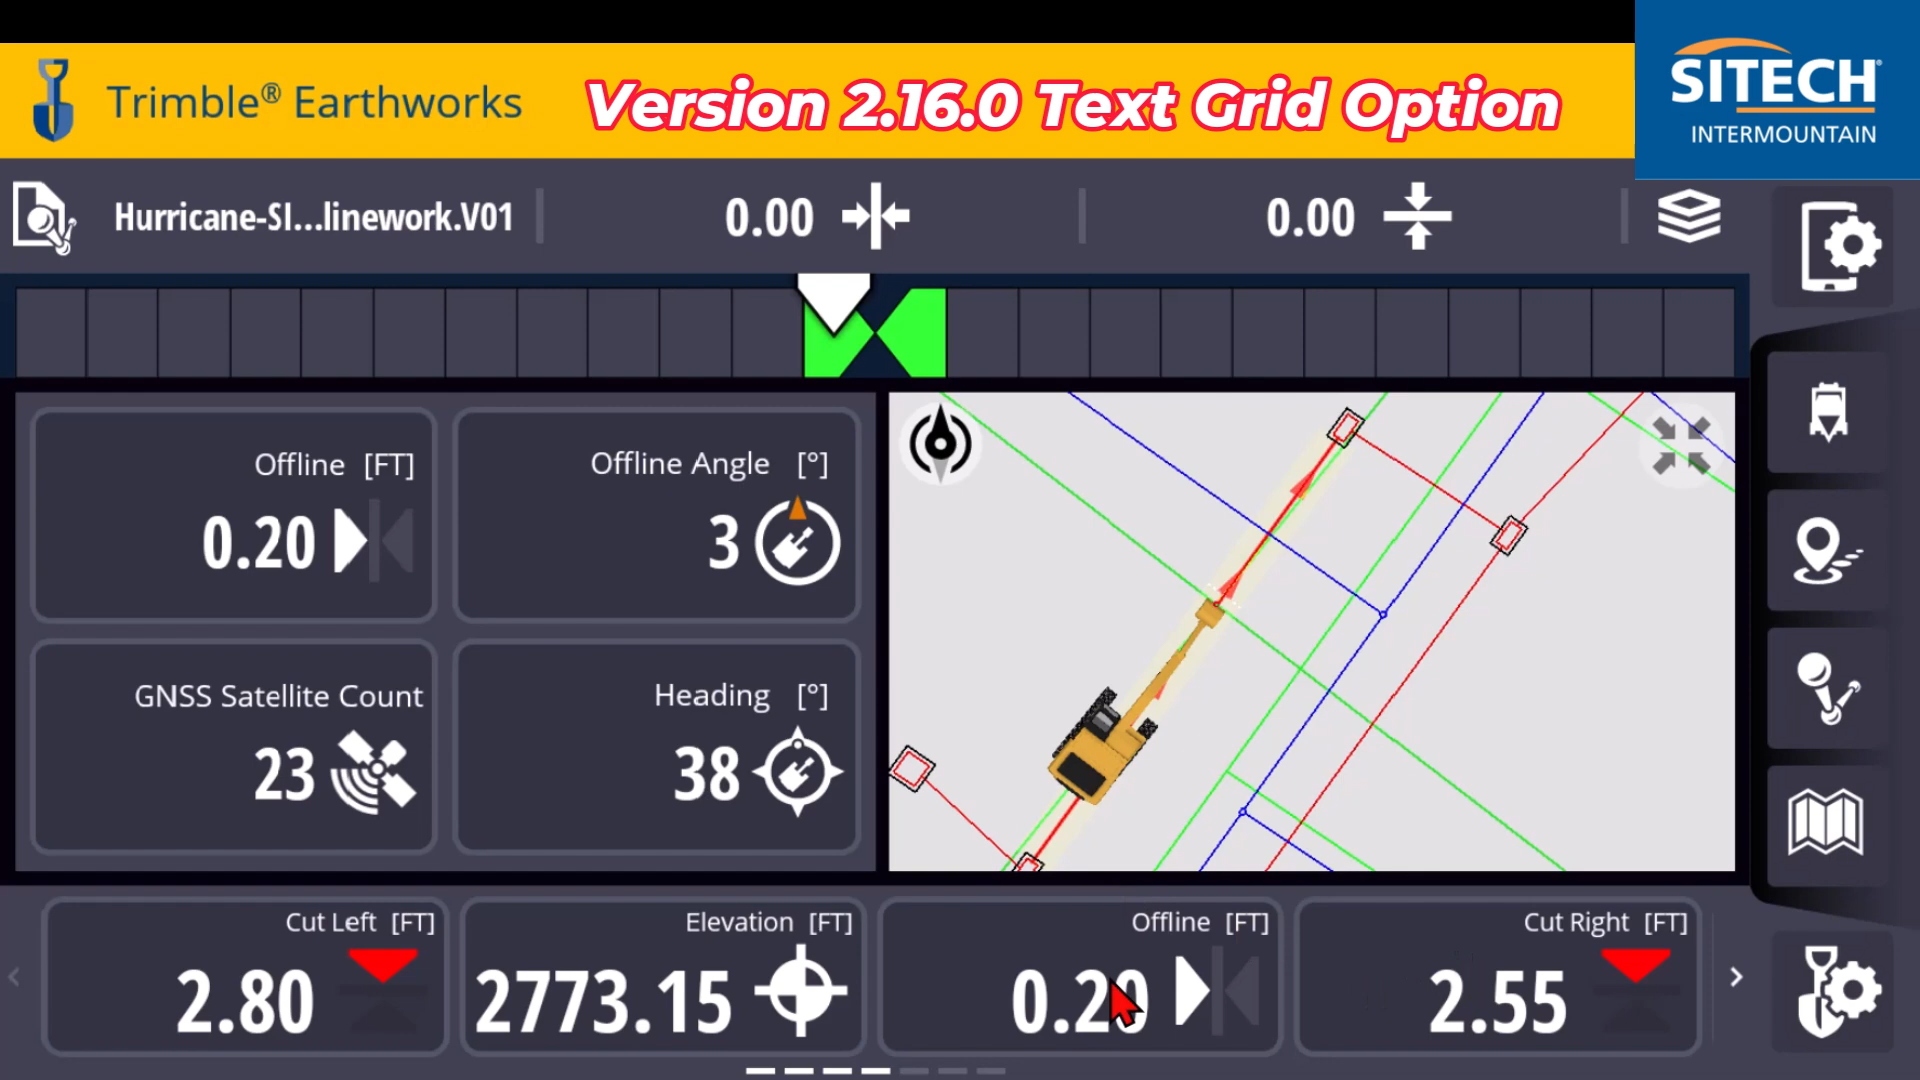 Trimble® Earthworks
Version 2.16.0 Text Grid Option
SITECH®
INTERMOUNTAIN
Hurricane-SI...linework.V01
0.00
0.00
Offline [FT]
0.20
Offline Angle [°]
3
GNSS Satellite Count
23
Heading [°]
38
Cut Left [FT]
2.80
Elevation [FT]
2773.15
Offline [FT]
0.20
Cut Right [FT]
2.55